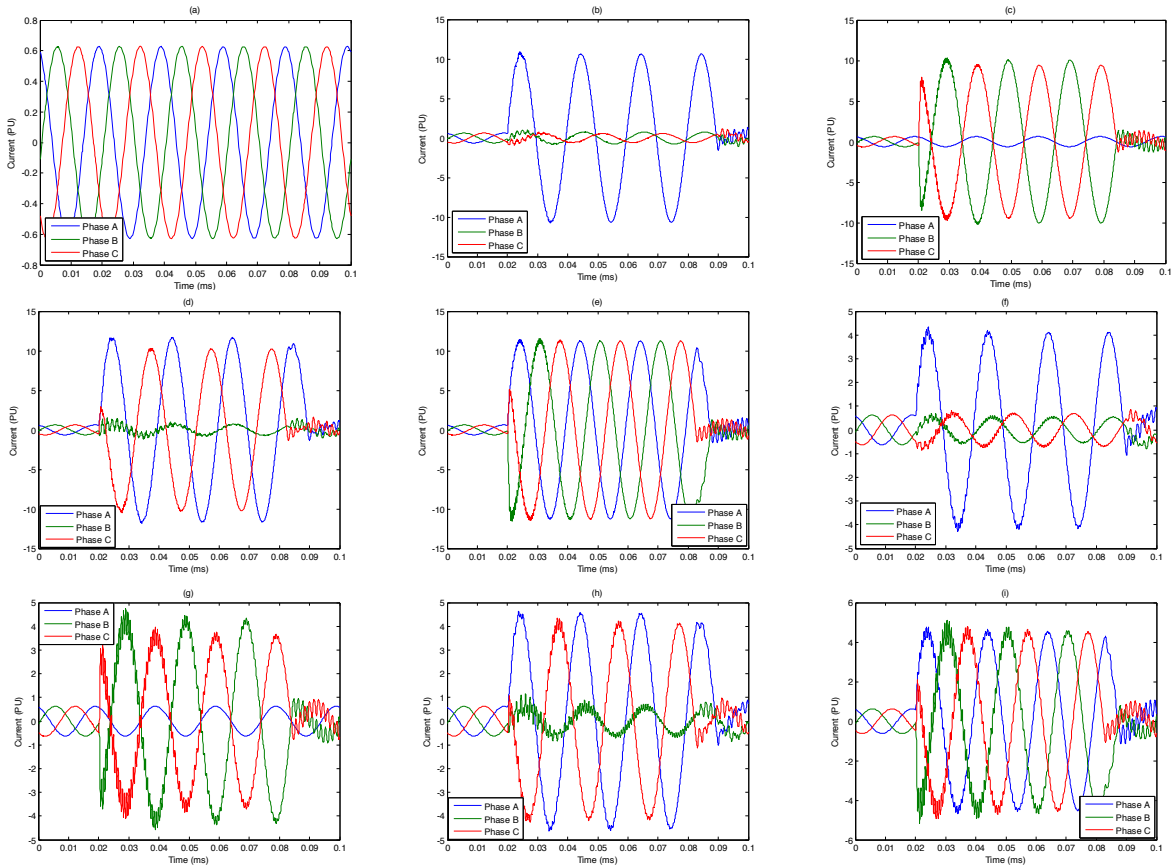 (a)
0.8
0.6
0.4
0.2
0
-0.2
-0.4
-0.6
-0.8
Current (PU)
Phase A
Phase B
Phase C
0 0.01 0.02 0.03 0.04 0.05 0.06 0.07 0.08 0.09 0.1
Time (ms)
(b)
15
10
5
0
-5
-10
-15
Current (PU)
Phase A
Phase B
Phase C
0 0.01 0.02 0.03 0.04 0.05 0.06 0.07 0.08 0.09 0.1
Time (ms)
(c)
15
10
5
0
-5
-10
-15
Current (PU)
Phase A
Phase B
Phase C
0 0.01 0.02 0.03 0.04 0.05 0.06 0.07 0.08 0.09 0.1
Time (ms)
(d)
15
10
5
0
-5
-10
-15
Current (PU)
Phase A
Phase B
Phase C
0 0.01 0.02 0.03 0.04 0.05 0.06 0.07 0.08 0.09 0.1
Time (ms)
(e)
15
10
5
0
-5
-10
-15
Current (PU)
Phase A
Phase B
Phase C
0 0.01 0.02 0.03 0.04 0.05 0.06 0.07 0.08 0.09 0.1
Time (ms)
(f)
5
4
3
2
1
0
-1
-2
-3
-4
-5
Current (PU)
Phase A
Phase B
Phase C
0 0.01 0.02 0.03 0.04 0.05 0.06 0.07 0.08 0.09 0.1
Time (ms)
(g)
5
4
3
2
1
0
-1
-2
-3
-4
-5
Current (PU)
Phase A
Phase B
Phase C
0 0.01 0.02 0.03 0.04 0.05 0.06 0.07 0.08 0.09 0.1
Time (ms)
(h)
5
4
3
2
1
0
-1
-2
-3
-4
-5
Current (PU)
Phase A
Phase B
Phase C
0 0.01 0.02 0.03 0.04 0.05 0.06 0.07 0.08 0.09 0.1
Time (ms)
(i)
6
4
2
0
-2
-4
-6
Current (PU)
Phase A
Phase B
Phase C
0 0.01 0.02 0.03 0.04 0.05 0.06 0.07 0.08 0.09 0.1
Time (ms)